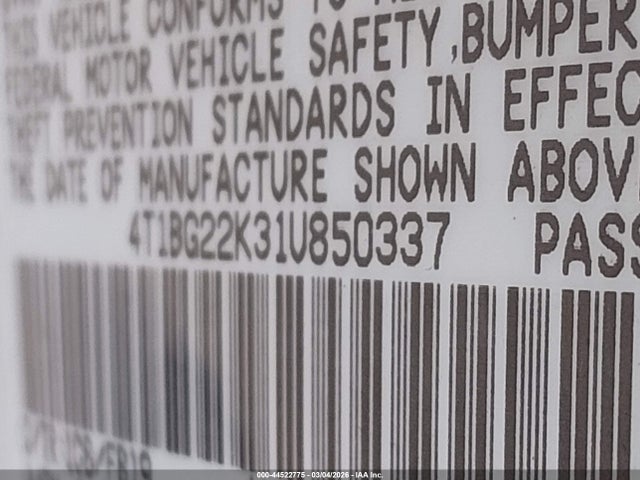 THIS VEHICLE CONFORMS TO
FEDERAL MOTOR VEHICLE SAFETY, BUMPER
THEFT PREVENTION STANDARDS IN EFFEC
THE DATE OF MANUFACTURE SHOWN ABOV
4T1BG22K31U850337 PASS
000-44522775 - 03/04/2026 - IAA Inc.